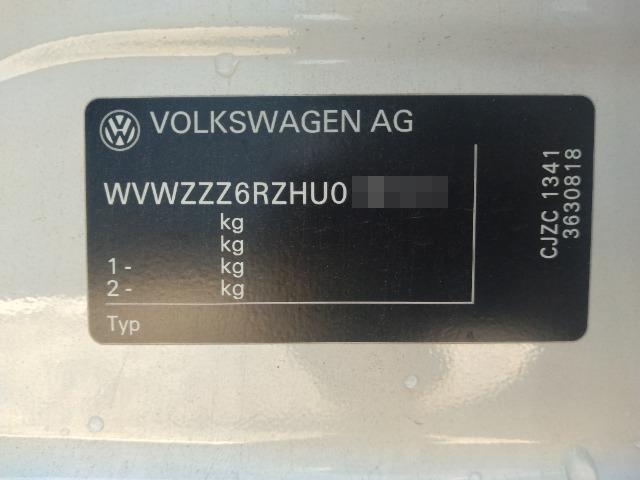 VOLKSWAGEN AG
WVWZZZ6RZHU0
kg
kg
1 - kg
2 - kg
Typ
CJZC 1341
3630818